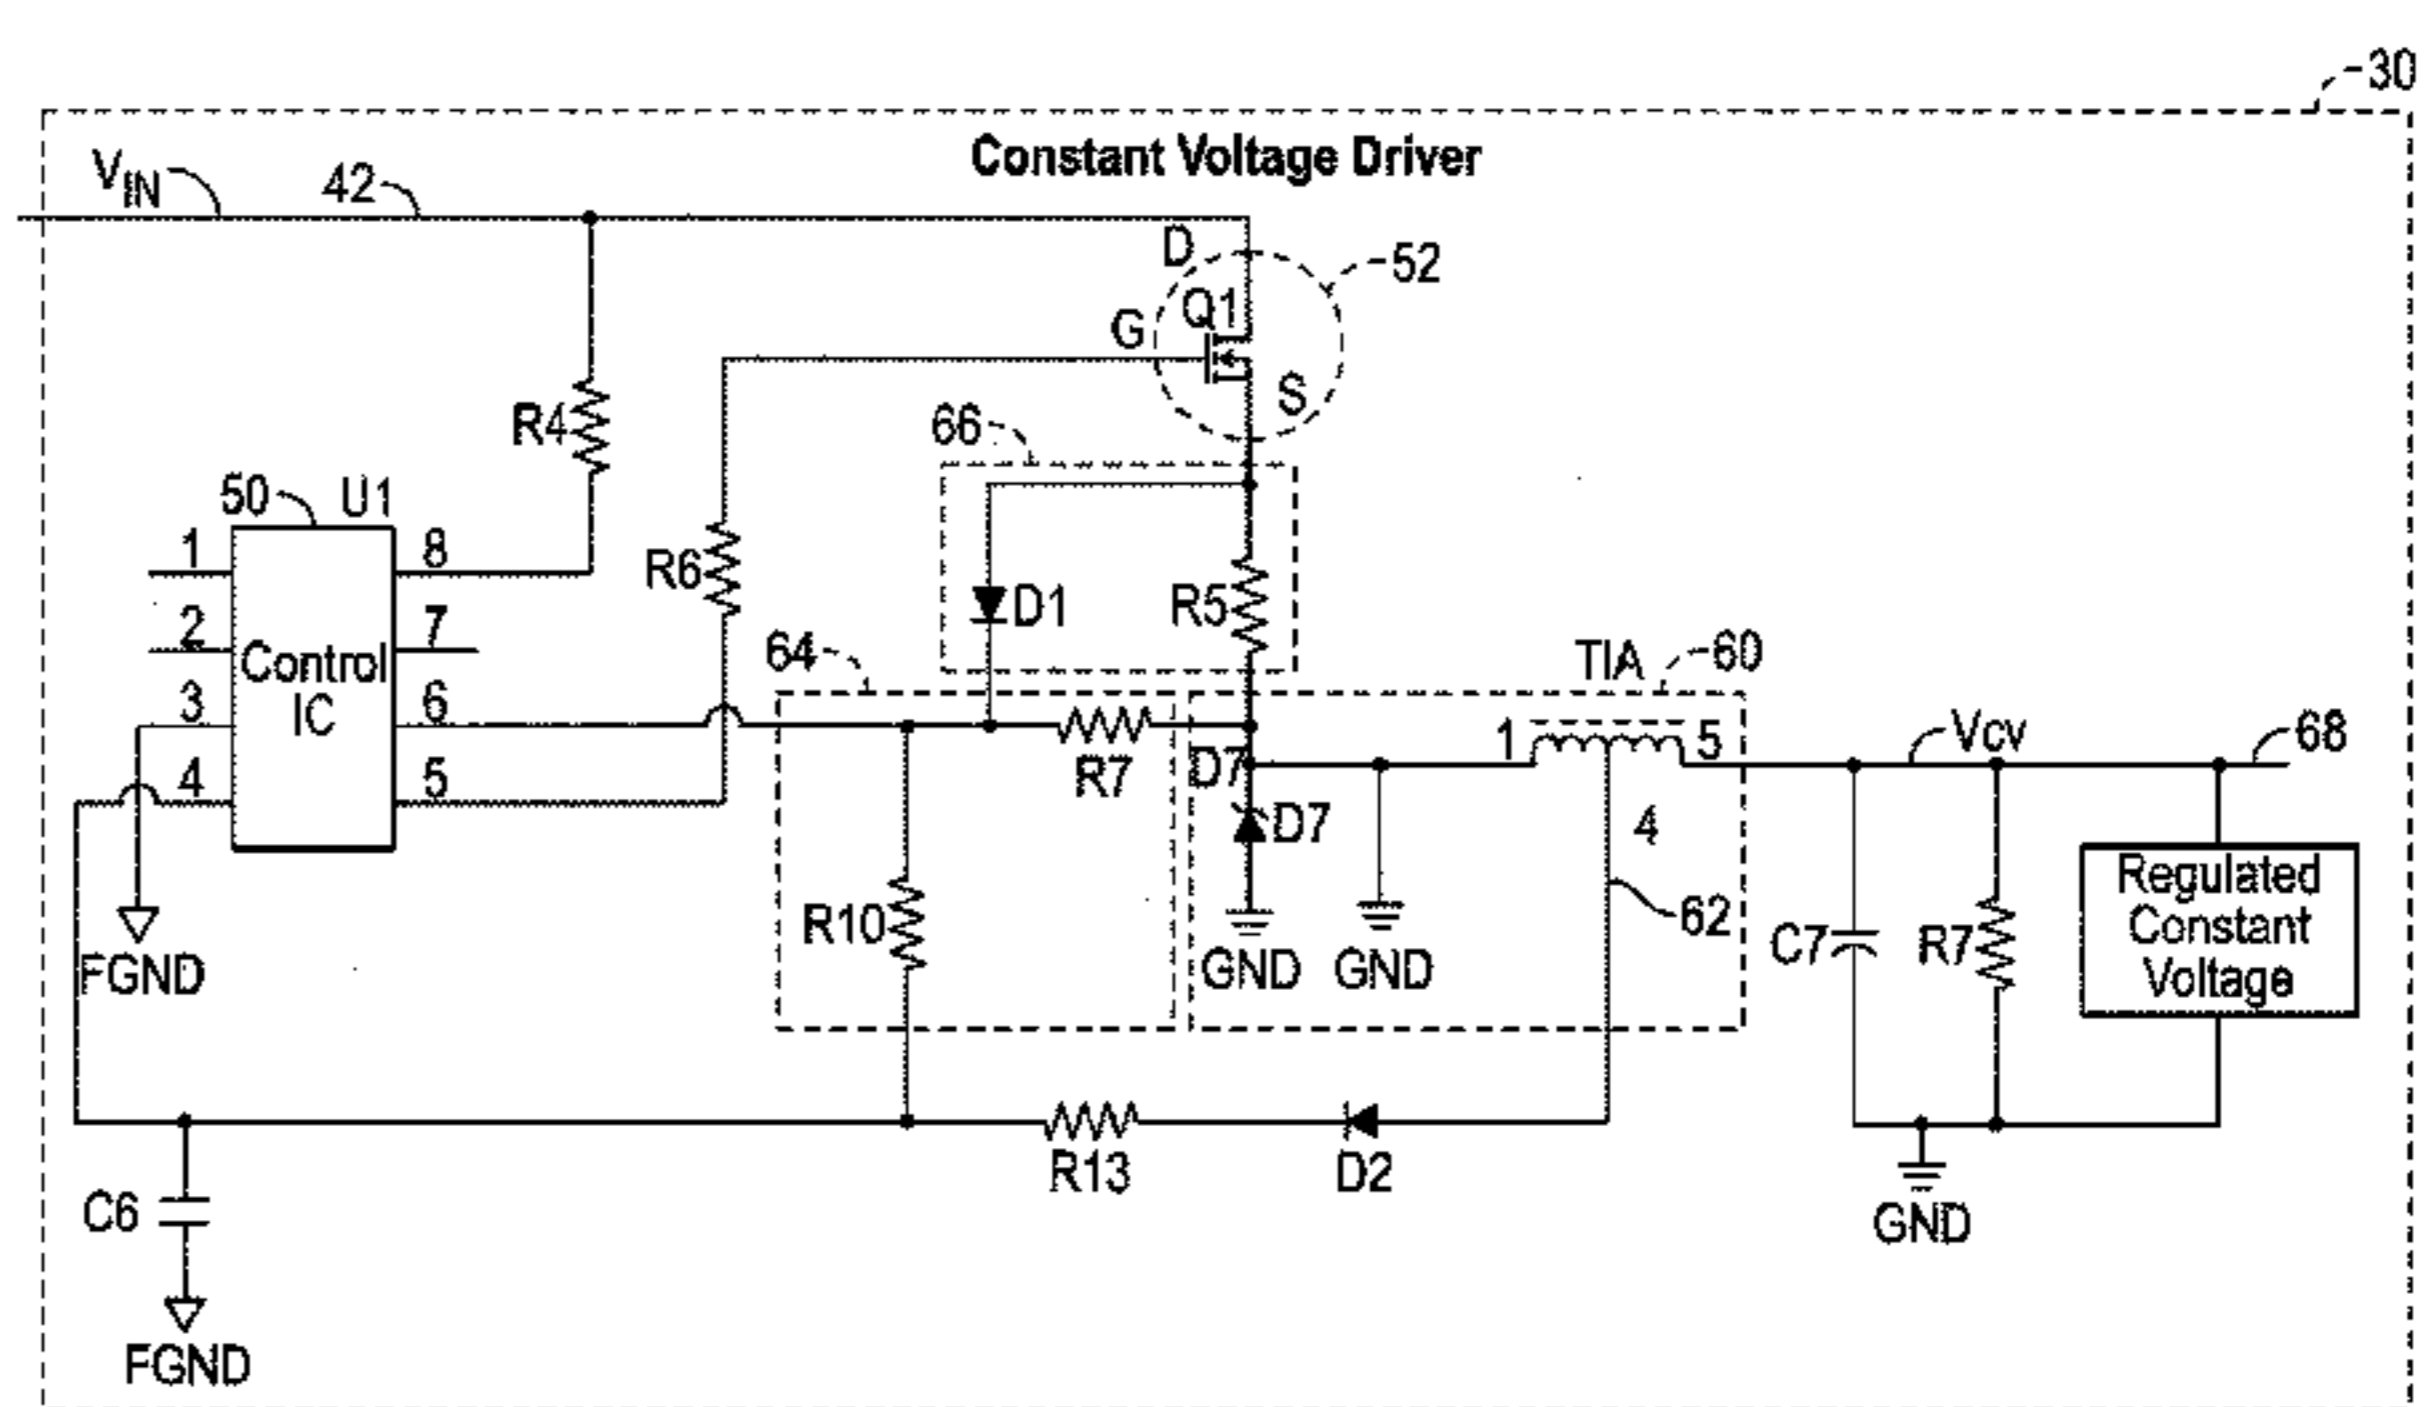 30
Constant Voltage Driver
VIN
42
D
52
Q1
G
S
R4
66
50
U1
1
8
R6
D1
R5
2
7
64
TIA
60
Control
IC
3
6
1
5
Vcv
68
4
5
R7
D7
D7
4
Regulated
Constant
Voltage
R10
62
C7
R7
FGND
GND
GND
R13
D2
C6
GND
FGND